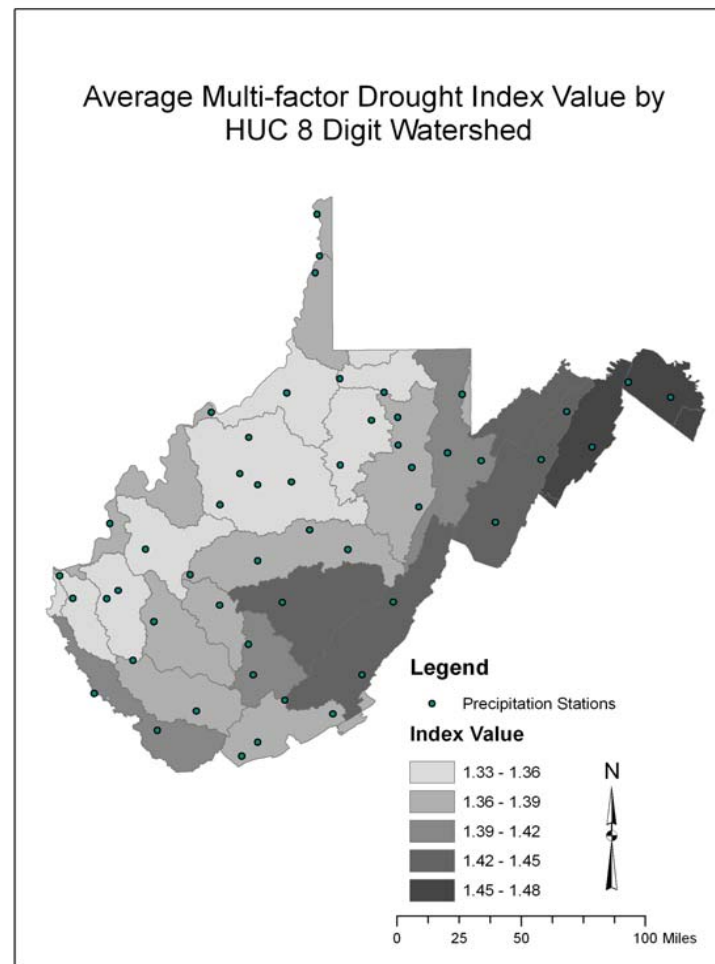 Average Multi-factor Drought Index Value by
HUC 8 Digit Watershed
Legend
Precipitation Stations
Index Value
1.33 - 1.36
1.36 - 1.39
1.39 - 1.42
1.42 - 1.45
1.45 - 1.48
N
0 25 50 100 Miles